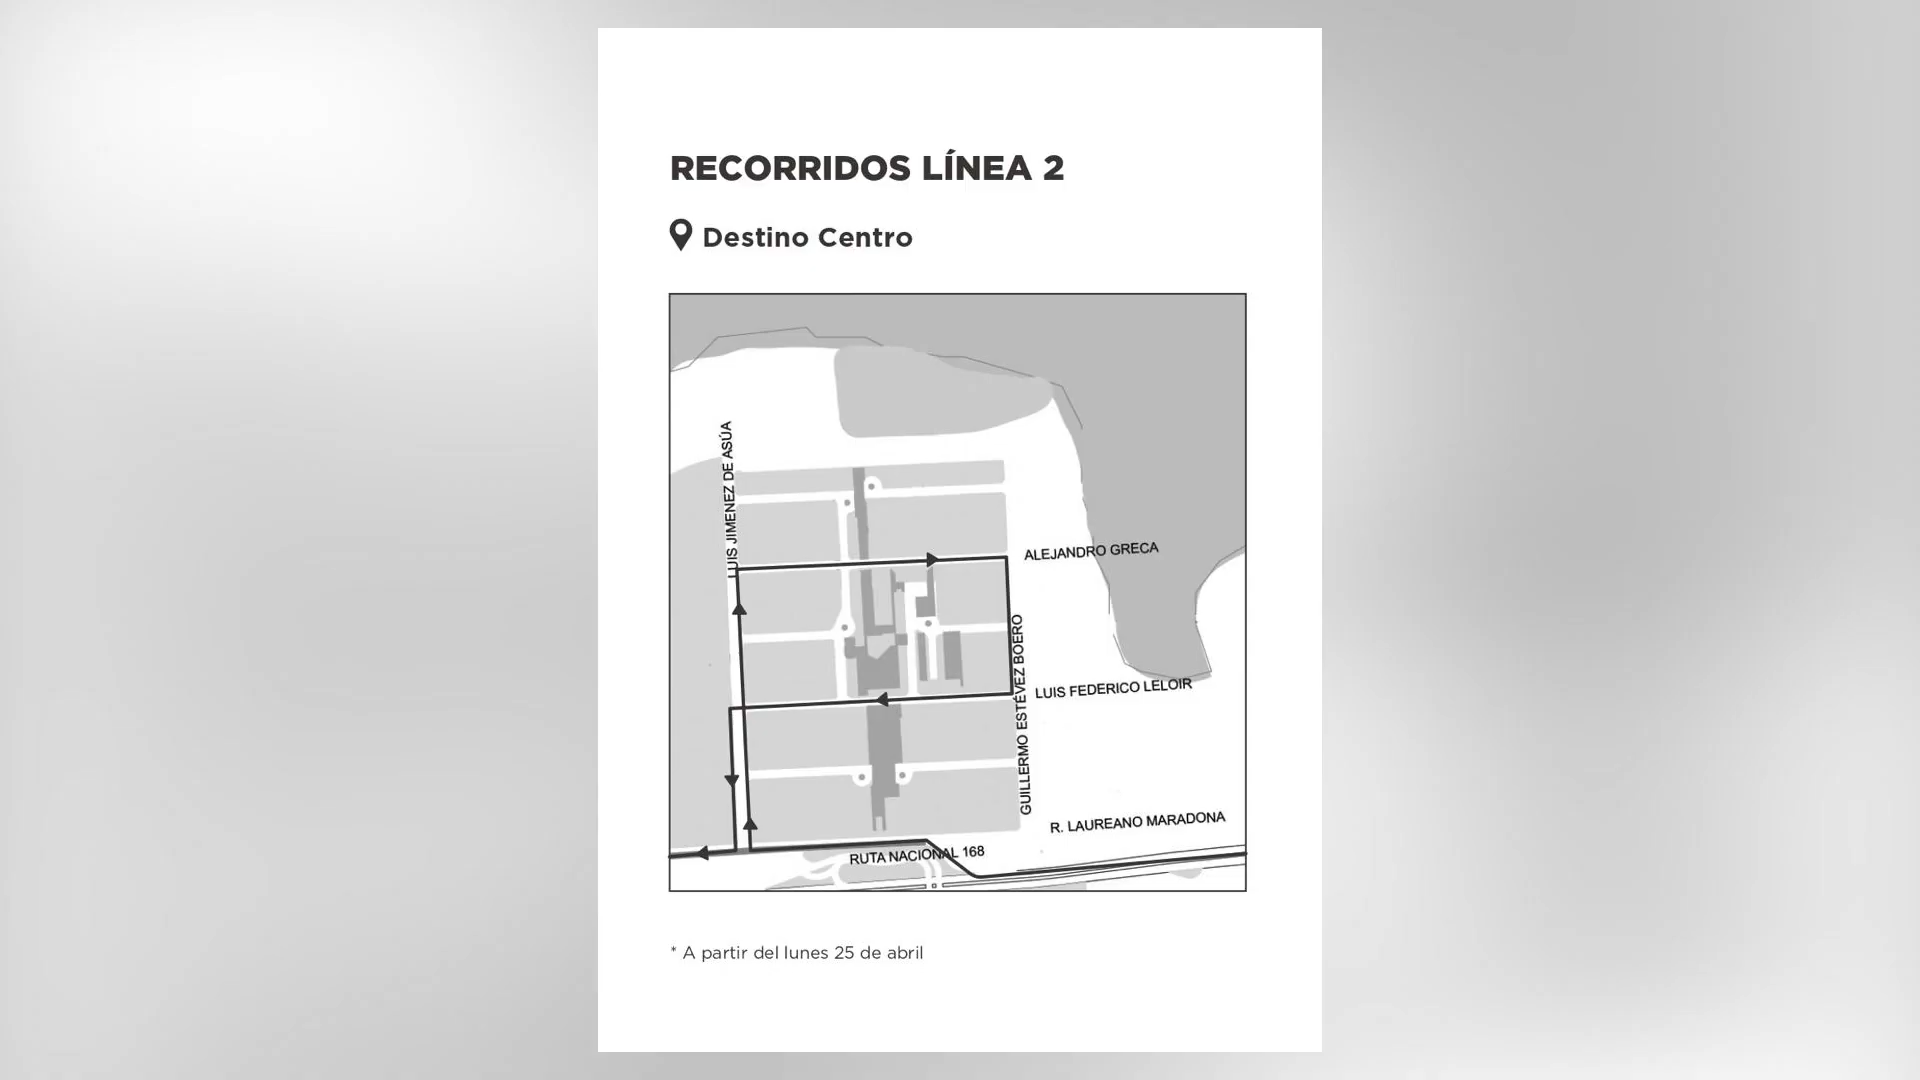 RECORRIDOS LÍNEA 2
Destino Centro
LUIS JIMENEZ DE ASÚA
ALEJANDRO GRECA
GUILLERMO ESTÉVEZ BOERO
LUIS FEDERICO LELOIR
R. LAUREANO MARADONA
RUTA NACIONAL 168
* A partir del lunes 25 de abril